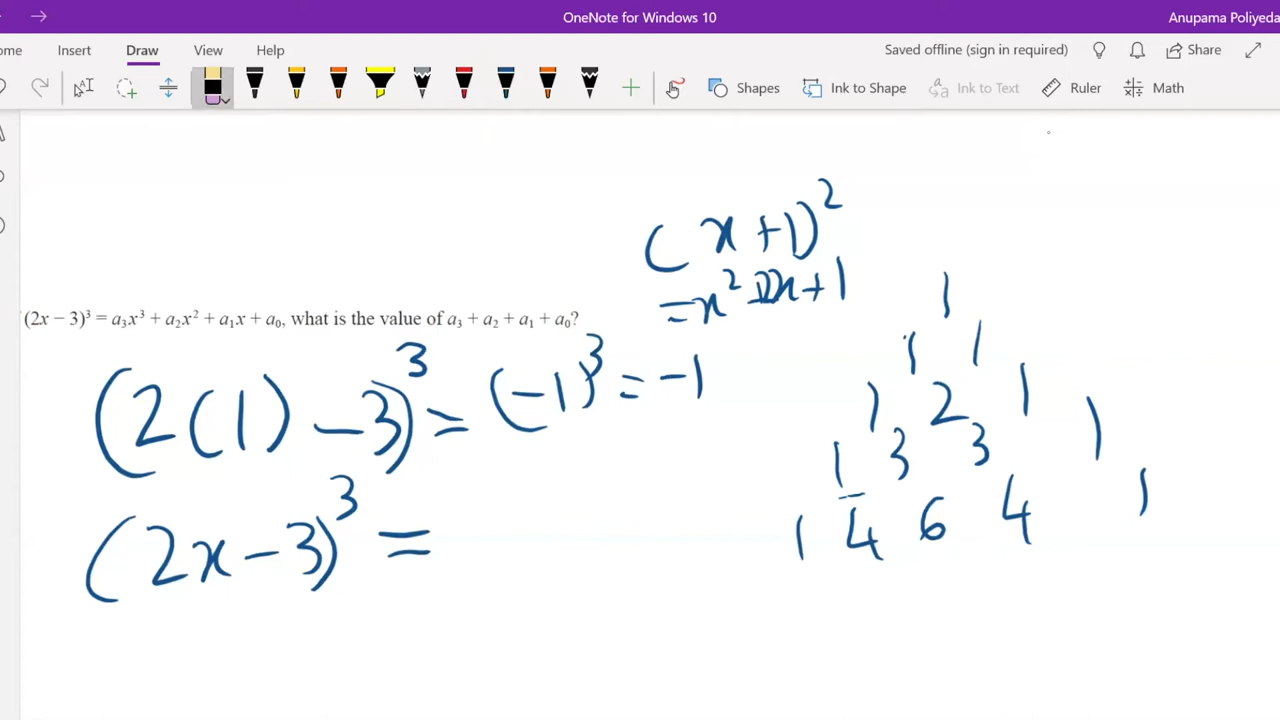 OneNote for Windows 10
Anupama Poliyeda
ome Insert Draw View Help
Saved offline (sign in required) Share
Shapes Ink to Shape Ink to Text Ruler Math
(x+1)²
=x² 2x+1
(2x − 3)³ = a₃x³ + a₂x² + a₁x + a₀, what is the value of a₃ + a₂ + a₁ + a₀?
(2(1) −3)³ = (−1)³ = −1
(2x−3)³ =
1
1 1
1 2 1
1 3 3 1
1 4 6 4 1